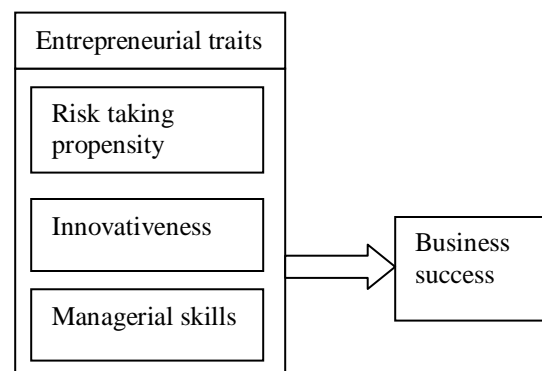 Entrepreneurial traits
Risk taking
propensity
Innovativeness
Managerial skills
Business
success